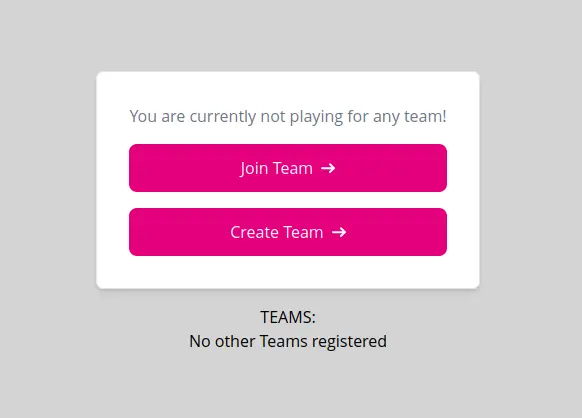 You are currently not playing for any team!
Join Team →
Create Team →
TEAMS:
No other Teams registered